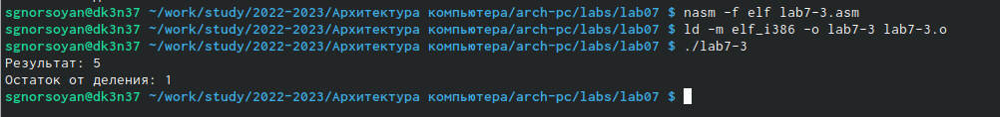 sgnorsoyan@dk3n37 ~/work/study/2022-2023/Архитектура компьютера/arch-pc/labs/lab07 $ nasm -f elf lab7-3.asm
sgnorsoyan@dk3n37 ~/work/study/2022-2023/Архитектура компьютера/arch-pc/labs/lab07 $ ld -m elf_i386 -o lab7-3 lab7-3.o
sgnorsoyan@dk3n37 ~/work/study/2022-2023/Архитектура компьютера/arch-pc/labs/lab07 $ ./lab7-3
Результат: 5
Остаток от деления: 1
sgnorsoyan@dk3n37 ~/work/study/2022-2023/Архитектура компьютера/arch-pc/labs/lab07 $